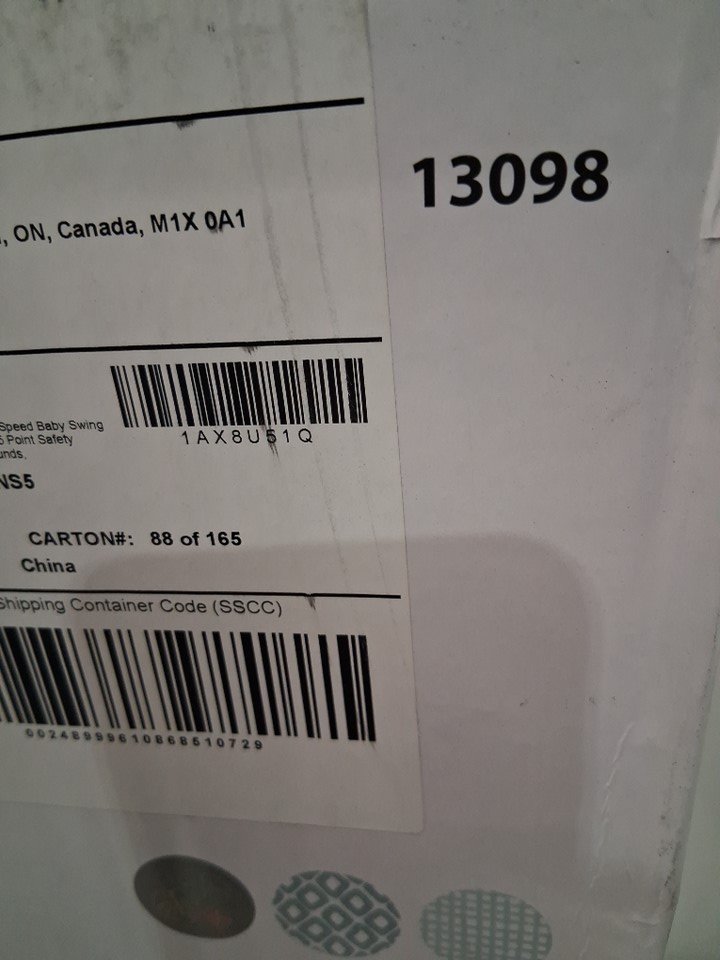 13098
, ON, Canada, M1X 0A1
Speed Baby Swing
5 Point Safety
unds,
1AX8U51Q
NS5
CARTON#: 88 of 165
China
Shipping Container Code (SSCC)
00248999610868510729